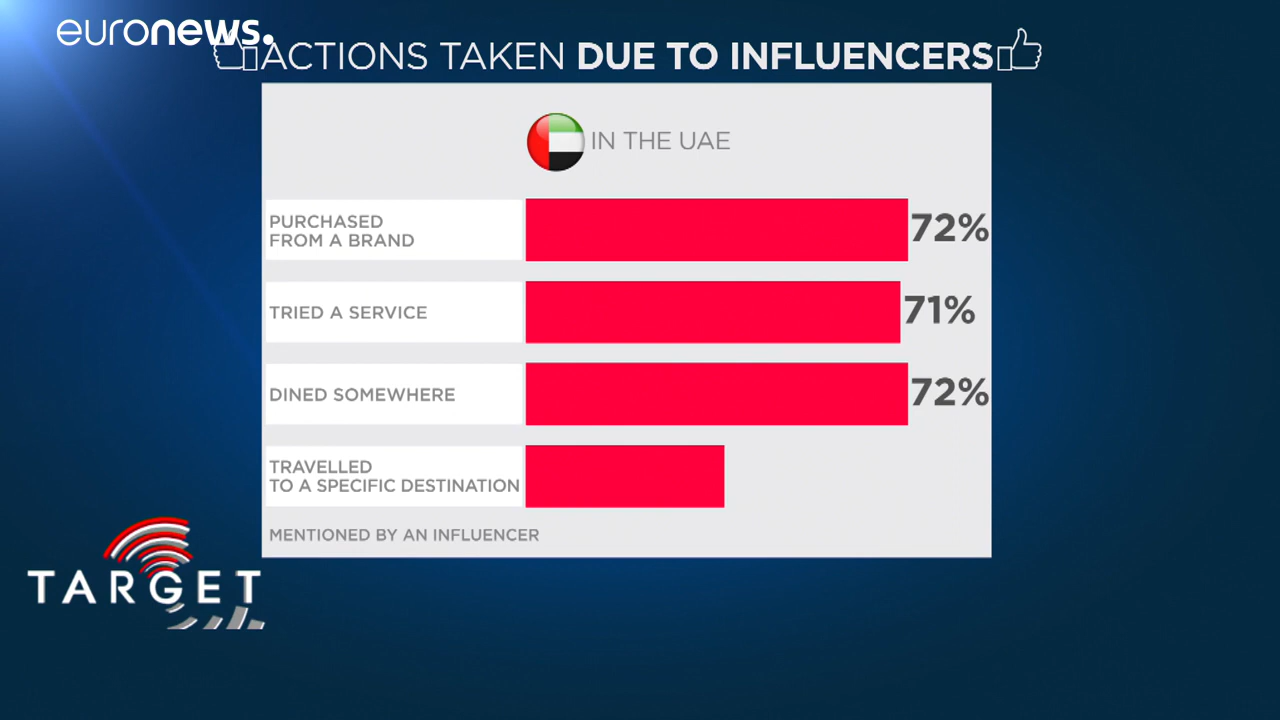 euronews.
ACTIONS TAKEN DUE TO INFLUENCERS
IN THE UAE
PURCHASED
FROM A BRAND
72%
TRIED A SERVICE
71%
DINED SOMEWHERE
72%
TRAVELLED
TO A SPECIFIC DESTINATION
MENTIONED BY AN INFLUENCER
TARGET